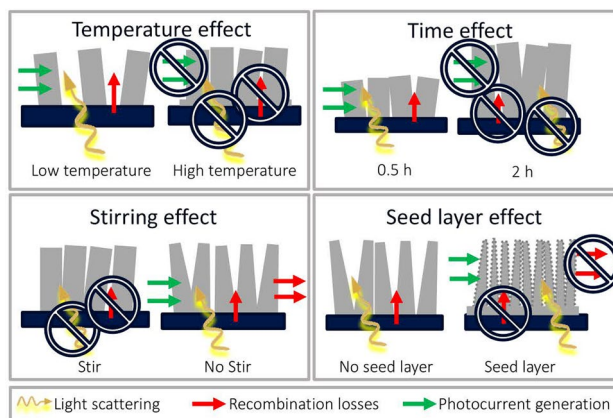 Temperature effect
Low temperature
High temperature
Time effect
0.5 h
2 h
Stirring effect
Stir
No Stir
Seed layer effect
No seed layer
Seed layer
Light scattering
Recombination losses
Photocurrent generation